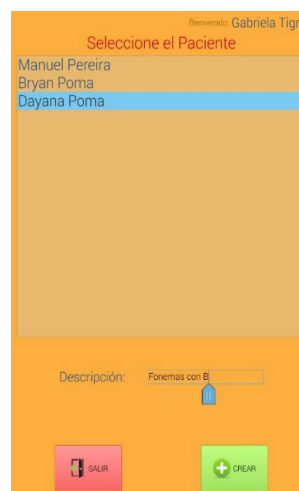 Bienvenido: Gabriela Tigr
Seleccione el Paciente
Manuel Pereira
Bryan Poma
Dayana Poma
Descripción: Fonemas con B
SALIR CREAR